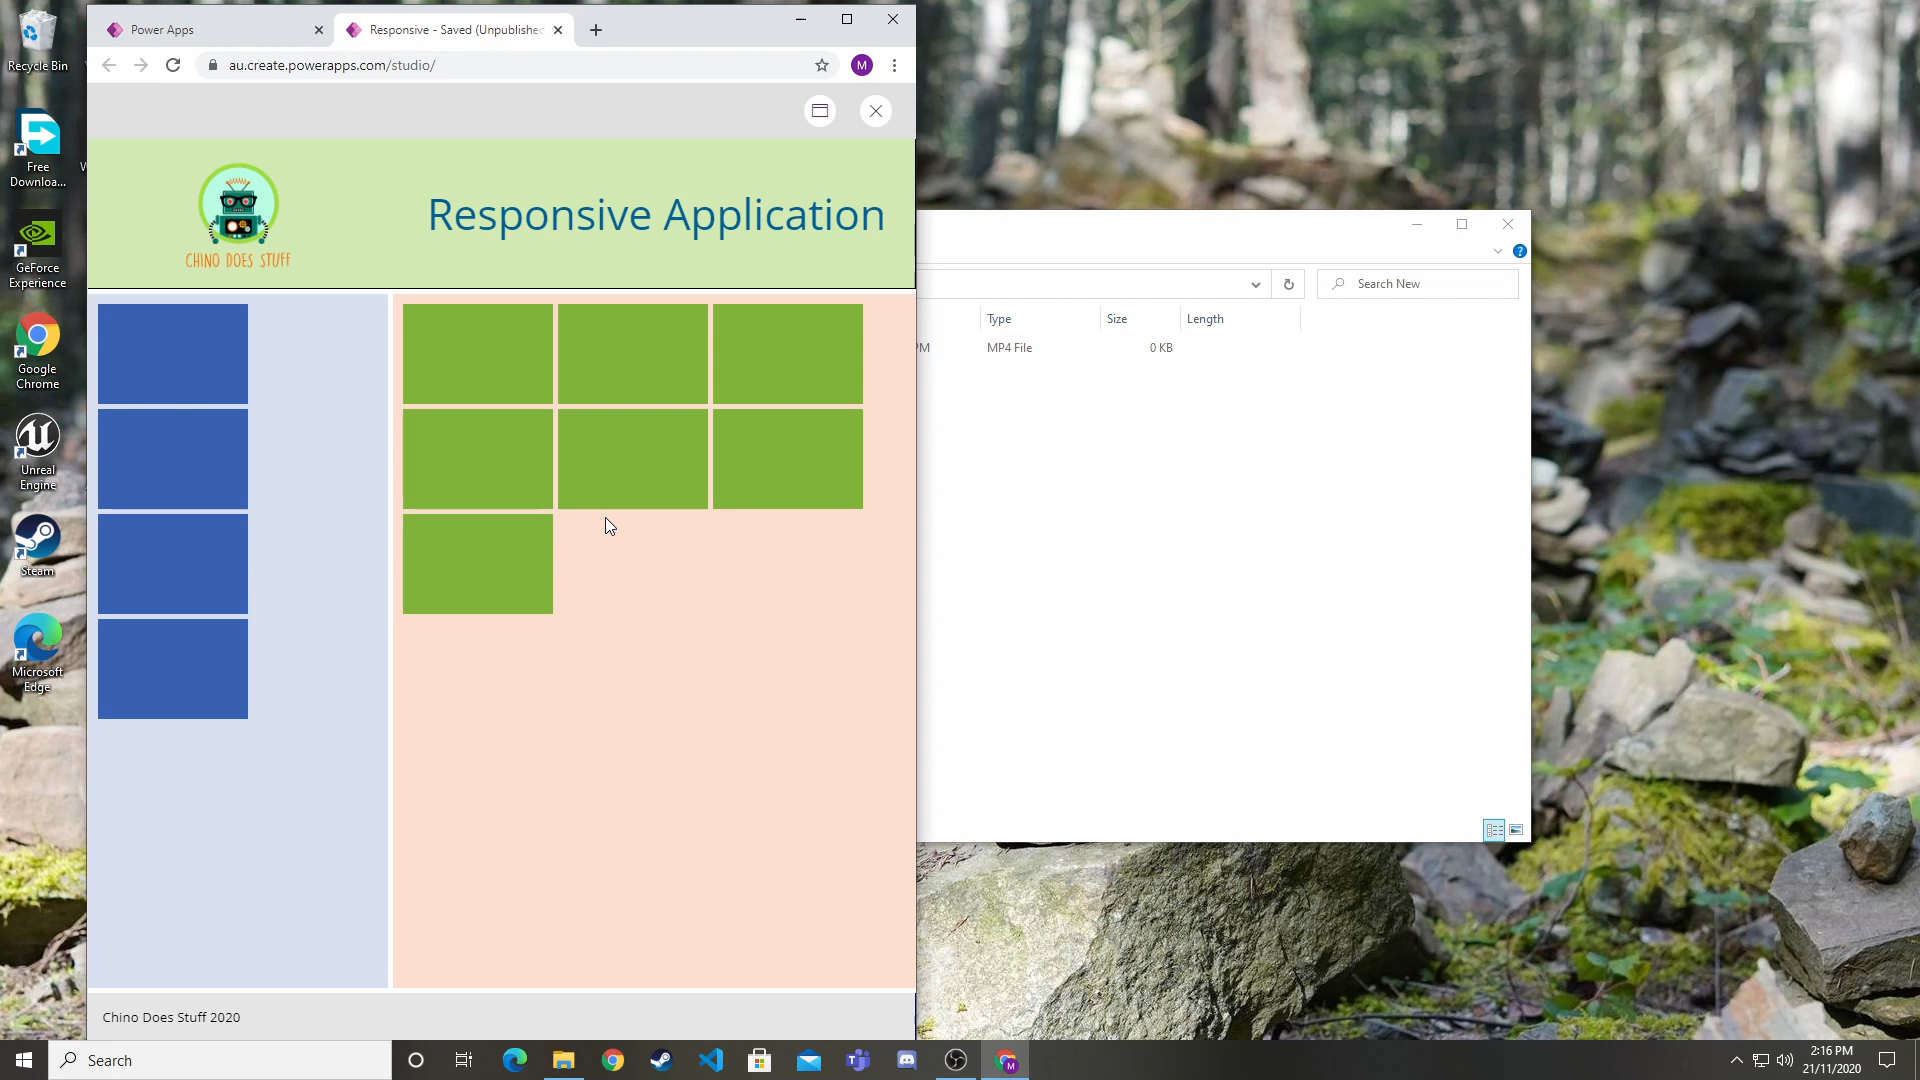 Recycle Bin
Free
Downloa...
GeForce
Experience
Google
Chrome
Unreal
Engine
Steam
Microsoft
Edge
Power Apps
Responsive - Saved (Unpublished
au.create.powerapps.com/studio/
M
CHINO DOES STUFF
Responsive Application
Chino Does Stuff 2020
Search New
Type
Size
Length
PM
MP4 File
0 KB
Search
M
2:16 PM
21/11/2020